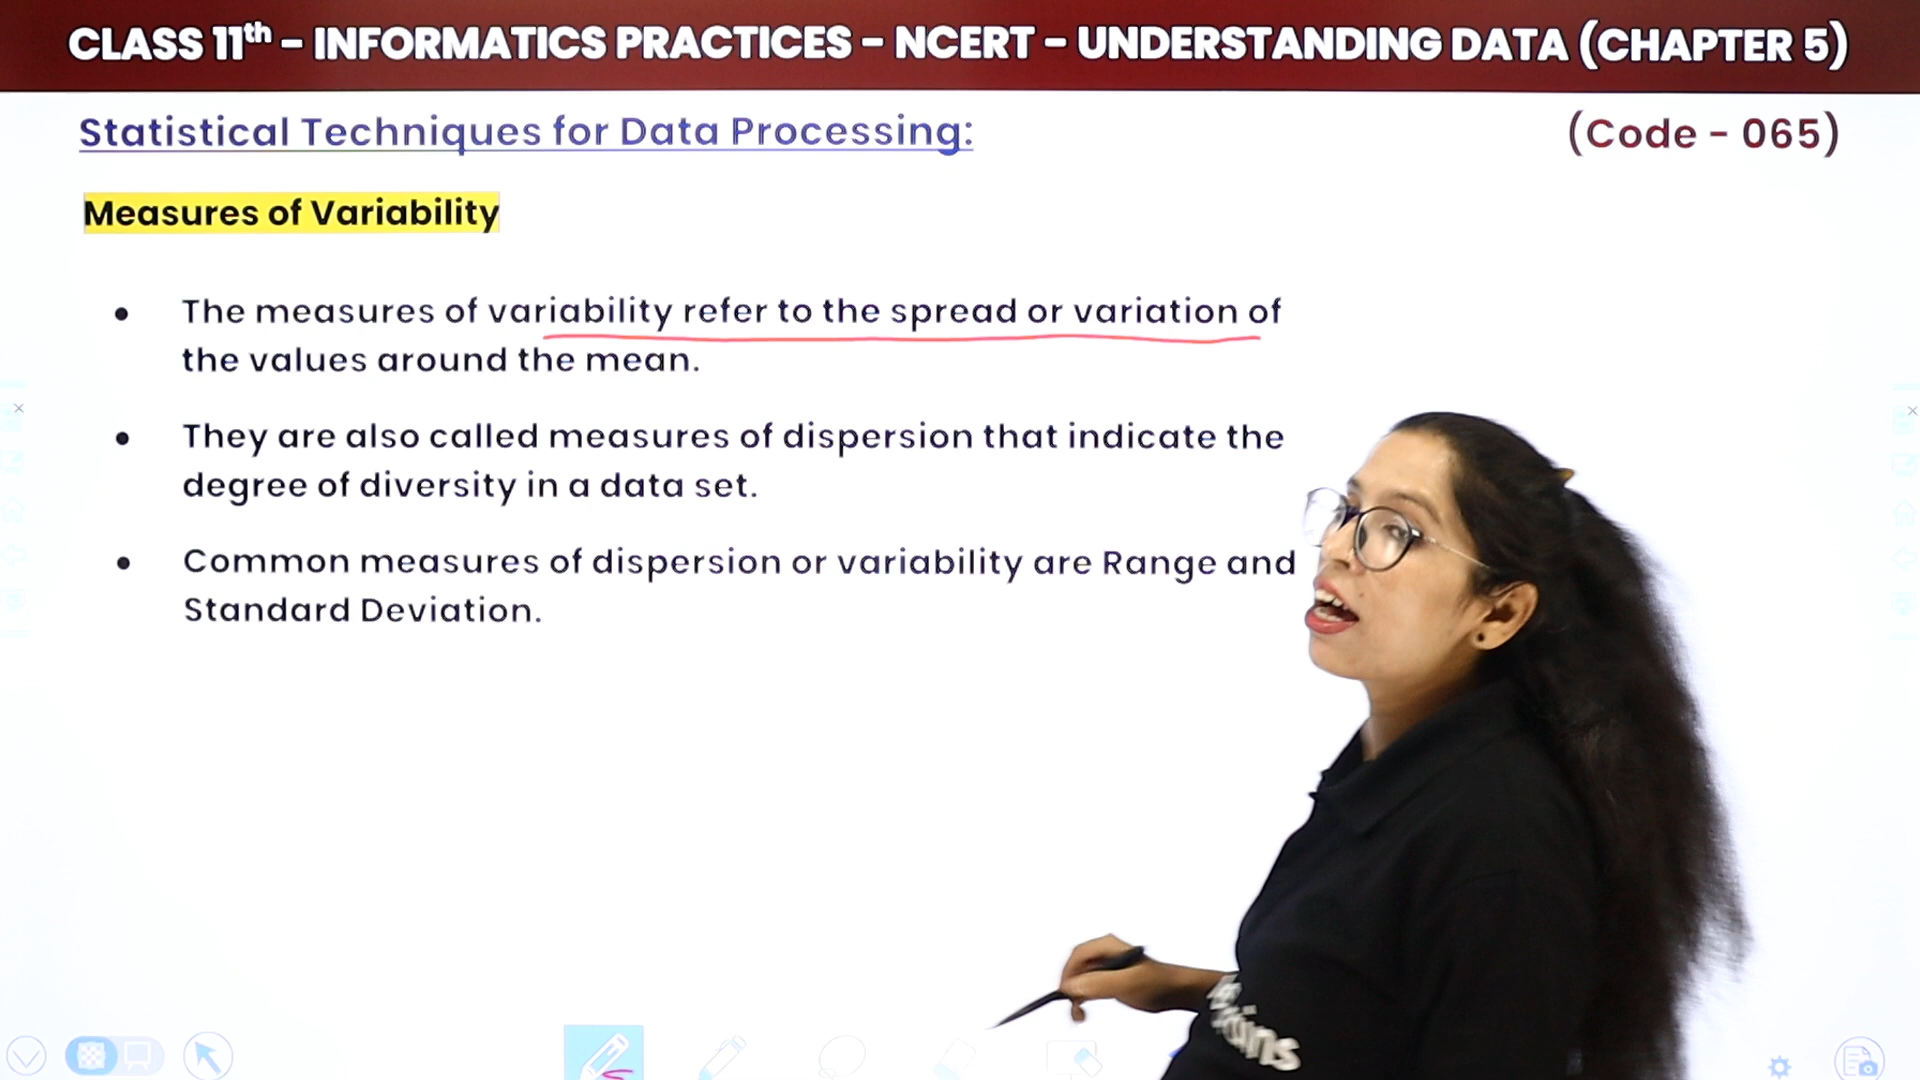 CLASS 11th - INFORMATICS PRACTICES - NCERT - UNDERSTANDING DATA (CHAPTER 5)
Statistical Techniques for Data Processing:
(Code - 065)
Measures of Variability
• The measures of variability refer to the spread or variation of
the values around the mean.
• They are also called measures of dispersion that indicate the
degree of diversity in a data set.
• Common measures of dispersion or variability are Range and
Standard Deviation.